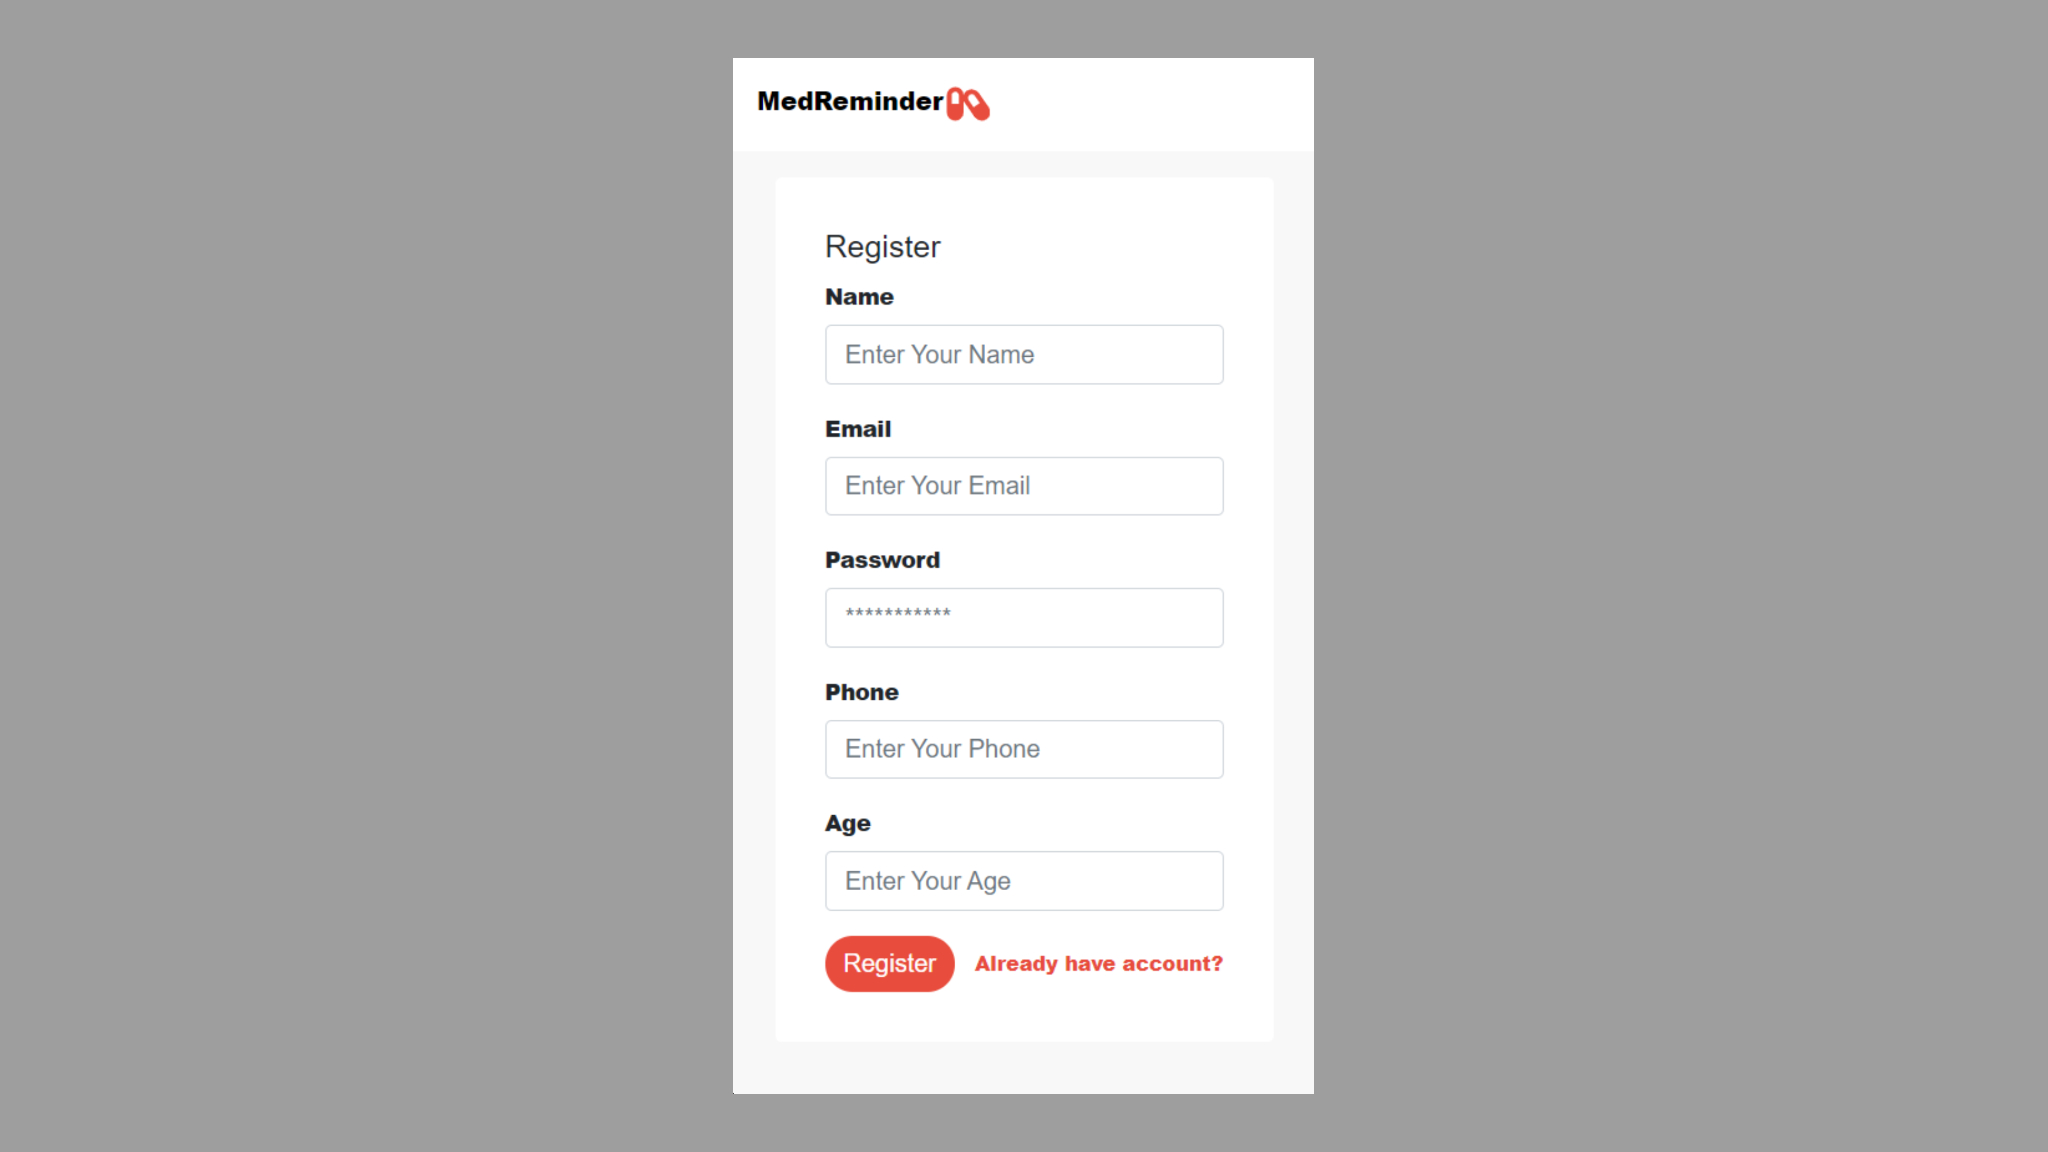 MedReminder
Register
Name
Enter Your Name
Email
Enter Your Email
Password
***********
Phone
Enter Your Phone
Age
Enter Your Age
Register Already have account?